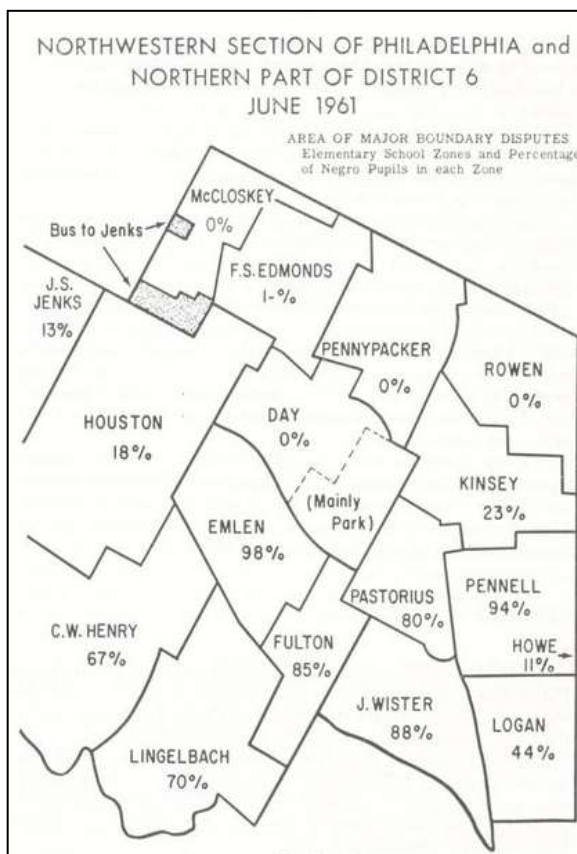 NORTHWESTERN SECTION OF PHILADELPHIA and
NORTHERN PART OF DISTRICT 6
JUNE 1961
AREA OF MAJOR BOUNDARY DISPUTES
Elementary School Zones and Percentage
of Negro Pupils in each Zone
McCLOSKEY
0%
Bus to Jenks
J.S.
JENKS
13%
F.S. EDMONDS
1-%
PENNYPACKER
0%
ROWEN
0%
HOUSTON
18%
DAY
0%
(Mainly
Park)
KINSEY
23%
EMLEN
98%
PASTORIUS
80%
PENNELL
94%
HOWE
11%
C.W. HENRY
67%
FULTON
85%
J. WISTER
88%
LOGAN
44%
LINGELBACH
70%